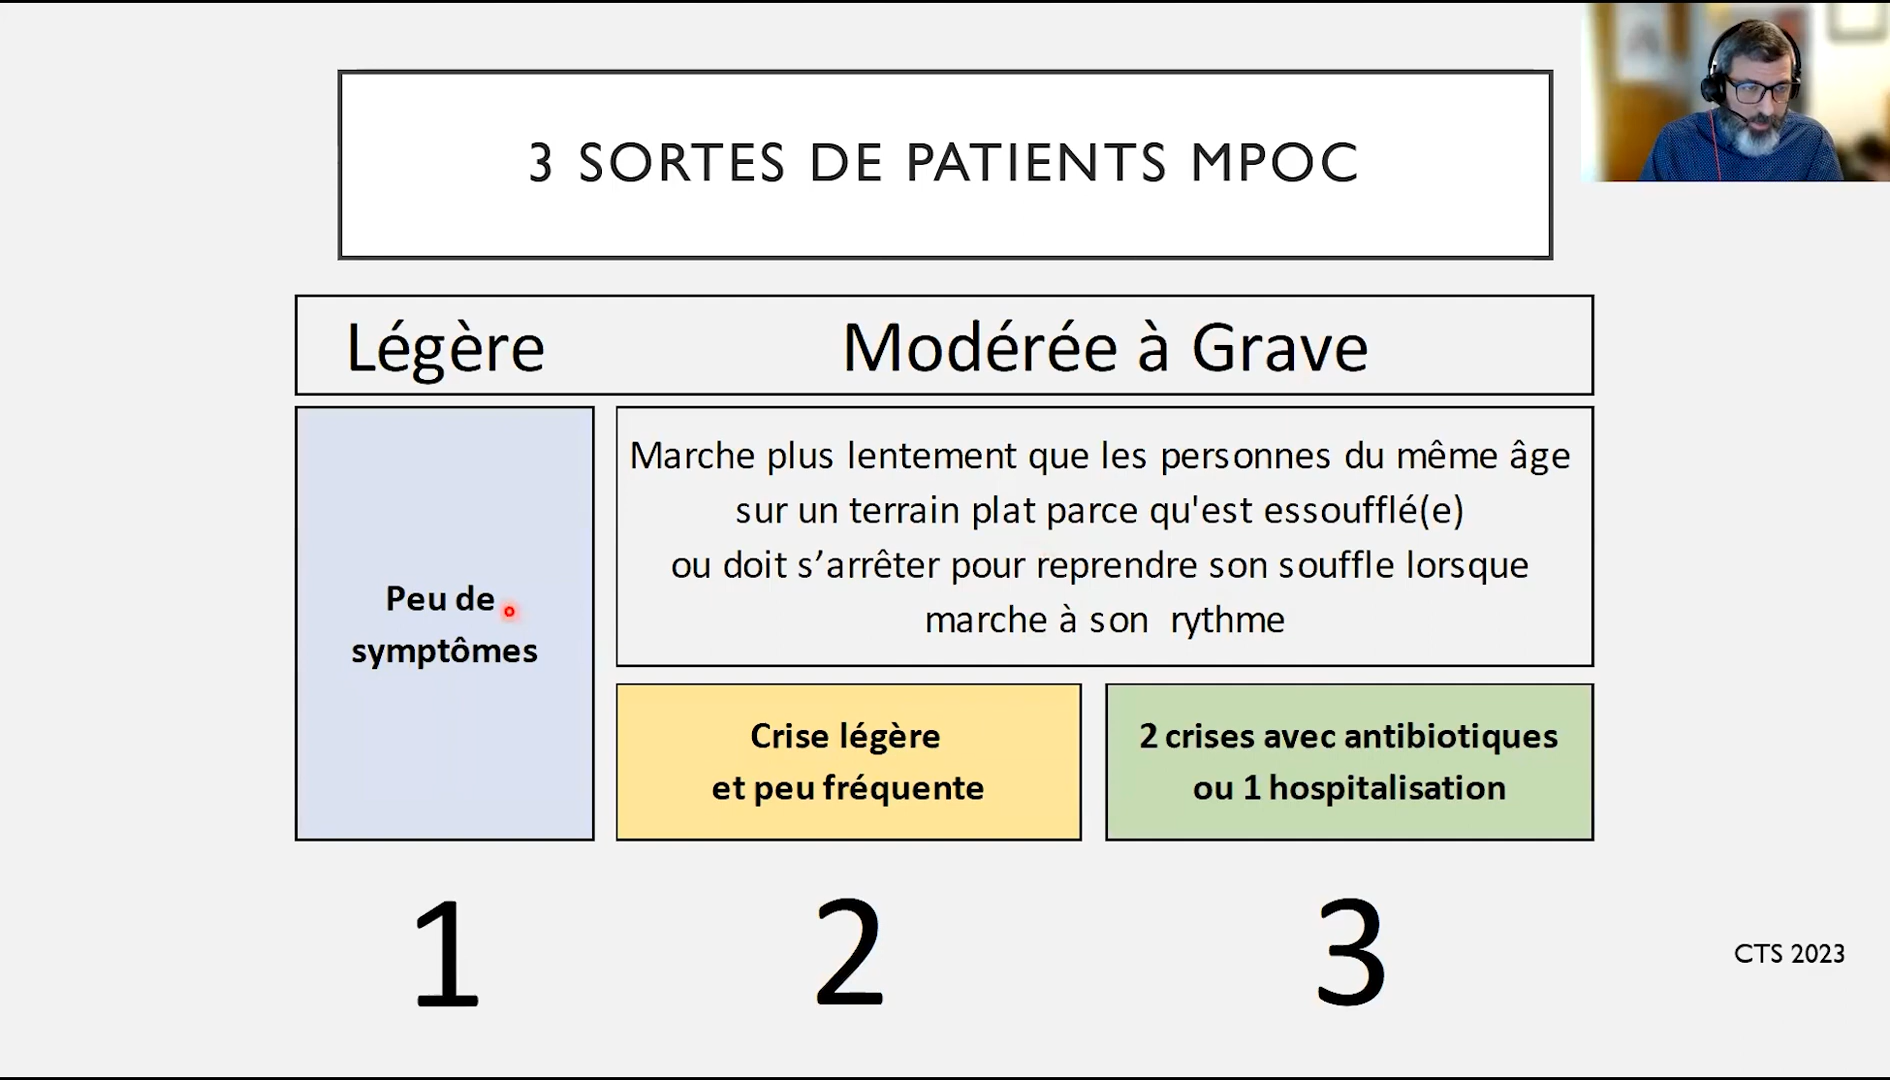 3 SORTES DE PATIENTS MPOC
Légère
Modérée à Grave
Peu de
symptômes
Marche plus lentement que les personnes du même âge
sur un terrain plat parce qu'est essoufflé(e)
ou doit s’arrêter pour reprendre son souffle lorsque
marche à son rythme
Crise légère
et peu fréquente
2 crises avec antibiotiques
ou 1 hospitalisation
1
2
3
CTS 2023